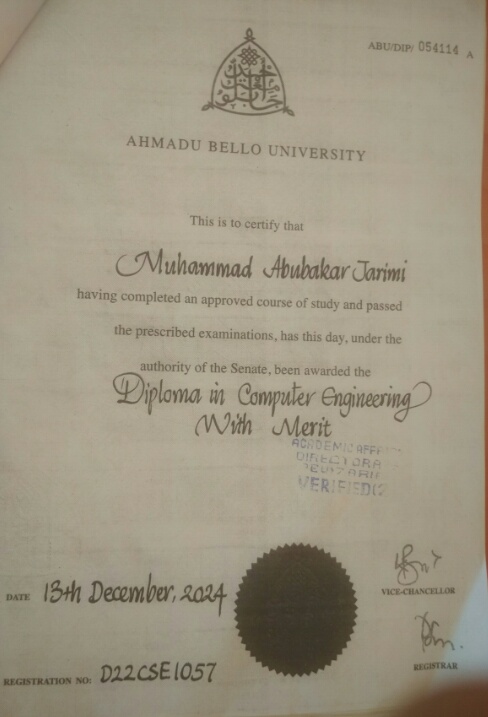 ABU/DIP/ 054114 A
AHMADU BELLO UNIVERSITY
This is to certify that
Muhammad Abubakar Jarimi
having completed an approved course of study and passed
the prescribed examinations, has this day, under the
authority of the Senate, been awarded the
Diploma in Computer Engineering
With Merit
ACADEMIC AFF
VERIFIED
DATE 13th December, 2024
VICE-CHANCELLOR
REGISTRAR
REGISTRATION NO: D22CSE1057